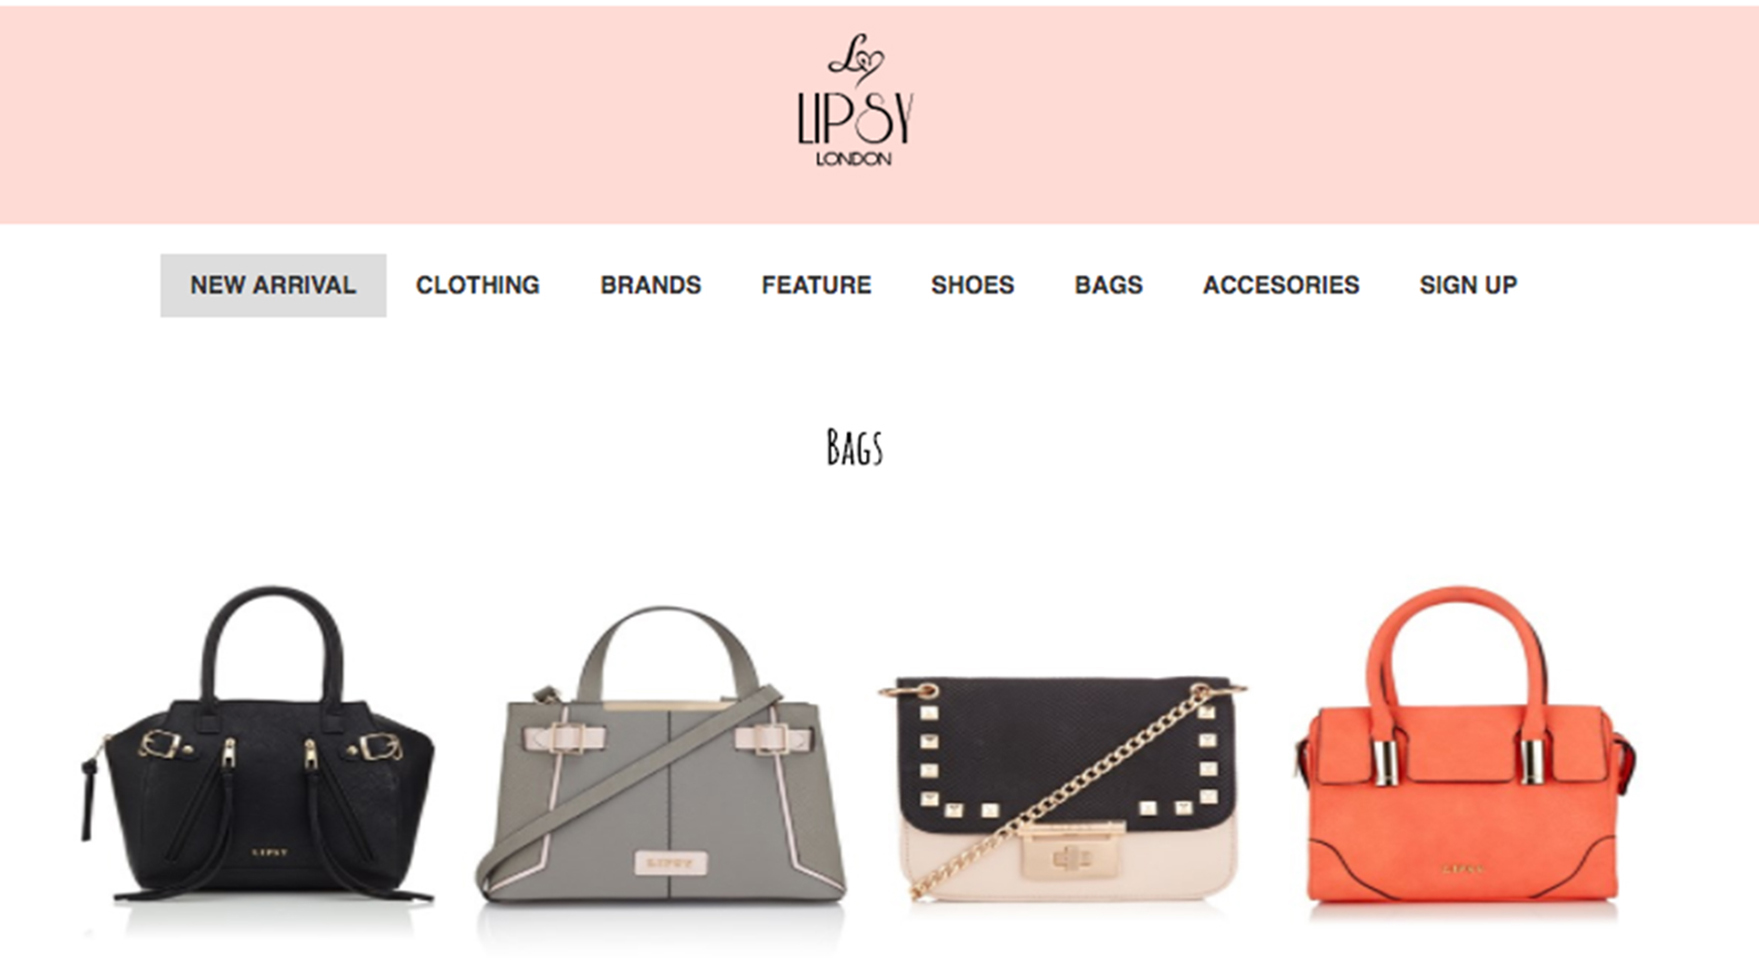 LIPSY
LONDON
NEW ARRIVAL CLOTHING BRANDS FEATURE SHOES BAGS ACCESORIES SIGN UP
BAGS
LIPSY
LIPSY
LIPSY